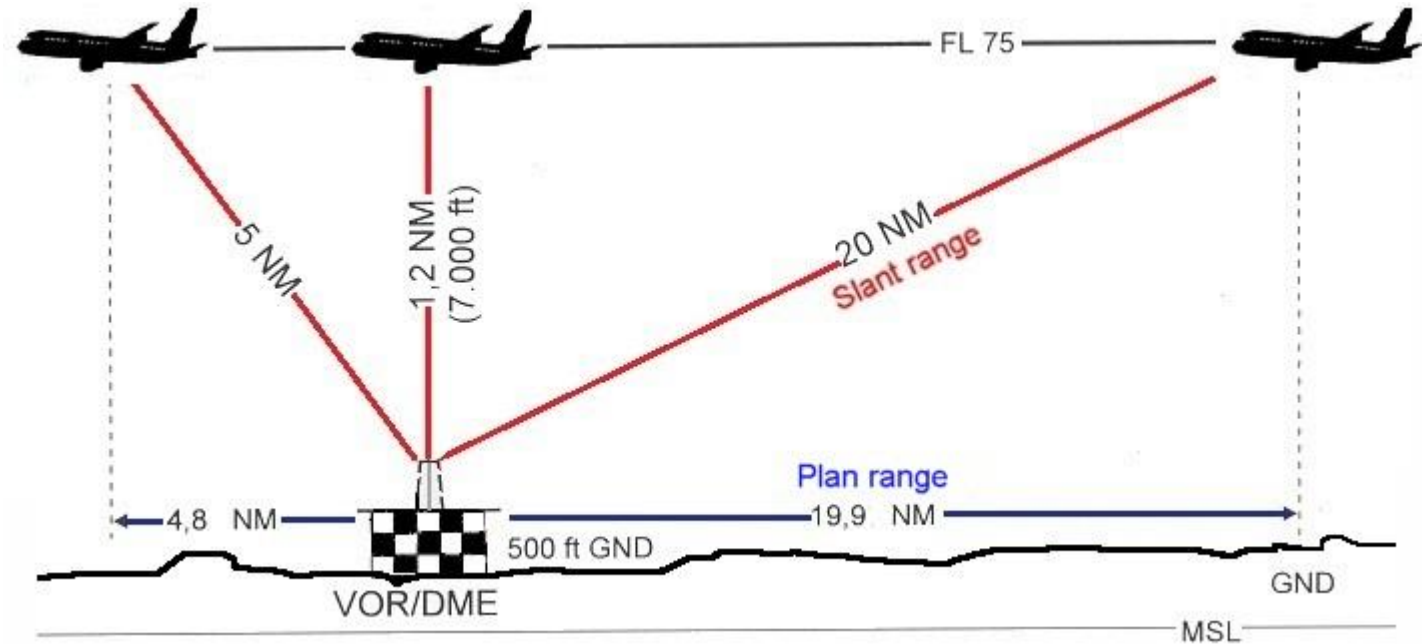 FL 75
5 NM
1,2 NM
(7.000 ft)
20 NM
Slant range
Plan range
4,8 NM
19,9 NM
500 ft GND
VOR/DME
GND
MSL